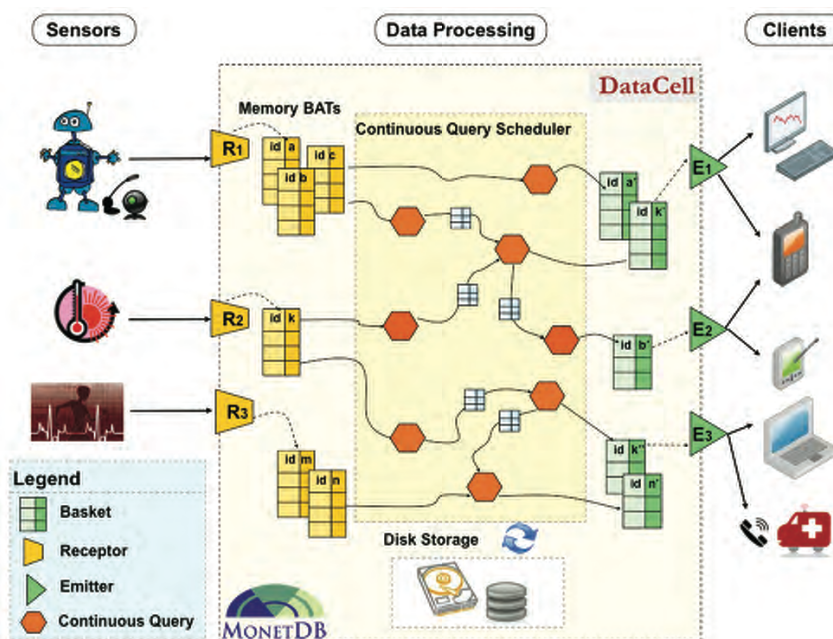 Sensors
Data Processing
Clients
DataCell
Memory BATs
Continuous Query Scheduler
R1
id a
id c
id b
id a'
id k'
E1
R2
id k
id b'
E2
R3
id m
id n
id k''
id n'
E3
Legend
Basket
Receptor
Emitter
Continuous Query
Disk Storage
MONETDB